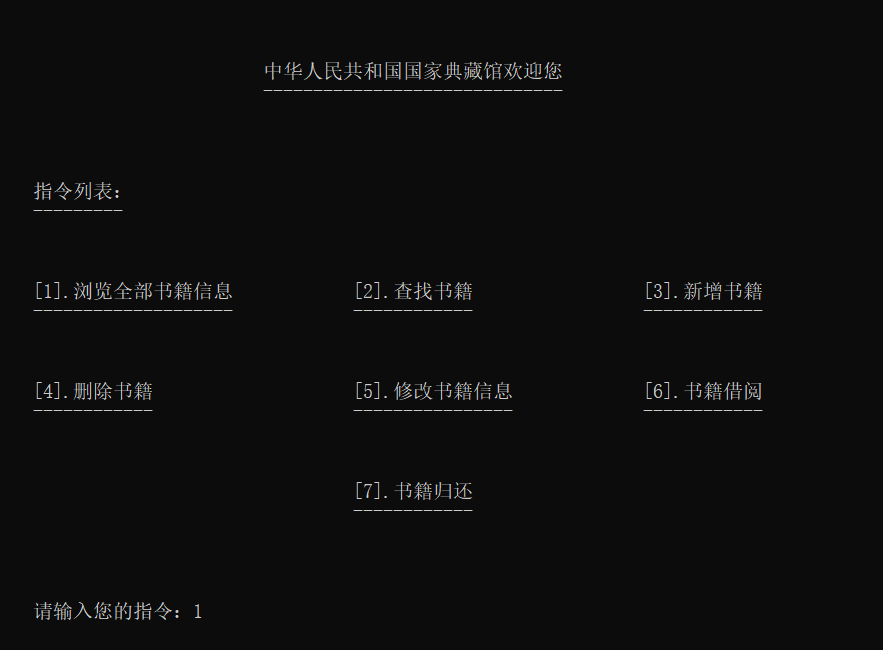 中华人民共和国国家典藏馆欢迎您
------------------------------
指令列表：
---------
[1].浏览全部书籍信息 [2].查找书籍 [3].新增书籍
-------------------- ------------ ------------
[4].删除书籍 [5].修改书籍信息 [6].书籍借阅
------------ ---------------- ------------
[7].书籍归还
------------
请输入您的指令：1